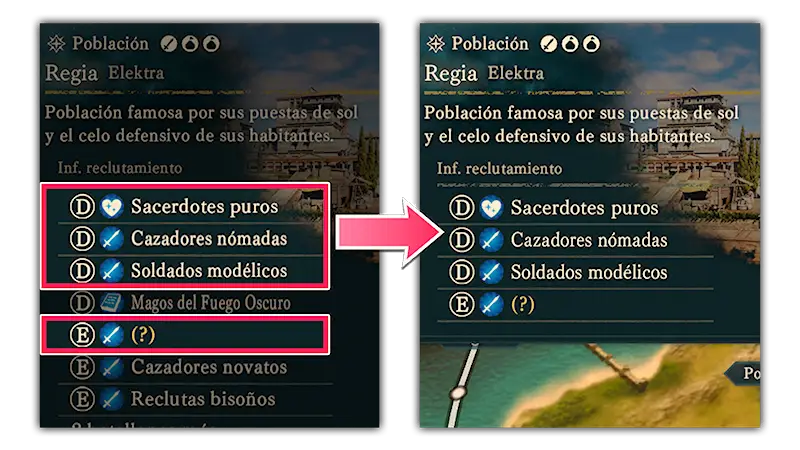 Población
Regia Elektra
Población famosa por sus puestas de sol
y el celo defensivo de sus habitantes.
Inf. reclutamiento
D Sacerdotes puros
D Cazadores nómadas
D Soldados modélicos
D Magos del Fuego Oscuro
E (?)
E Cazadores novatos
E Reclutas bisoños
Población
Regia Elektra
Población famosa por sus puestas de sol
y el celo defensivo de sus habitantes.
Inf. reclutamiento
D Sacerdotes puros
D Cazadores nómadas
D Soldados modélicos
E (?)
Po